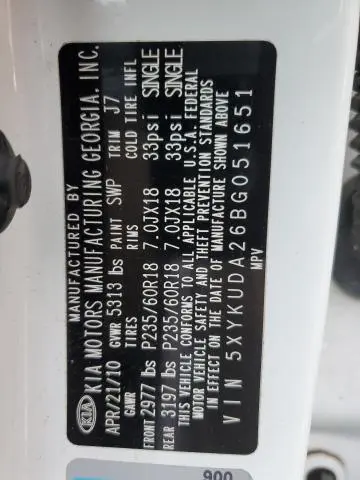 MANUFACTURED BY
KIA KIA MOTORS MANUFACTURING GEORGIA, INC.
APR/21/10 GVWR 5313 lbs PAINT SWP TRIM J7
GAWR TIRES RIMS COLD TIRE INFL
FRONT 2977 lbs P235/60R18 7.0JX18 33psi SINGLE
REAR 3197 lbs P235/60R18 7.0JX18 33psi SINGLE
THIS VEHICLE CONFORMS TO ALL APPLICABLE U.S.A. FEDERAL
MOTOR VEHICLE SAFETY AND THEFT PREVENTION STANDARDS
IN EFFECT ON THE DATE OF MANUFACTURE SHOWN ABOVE
VIN 5XYKUDA26BG051651
MPV
900